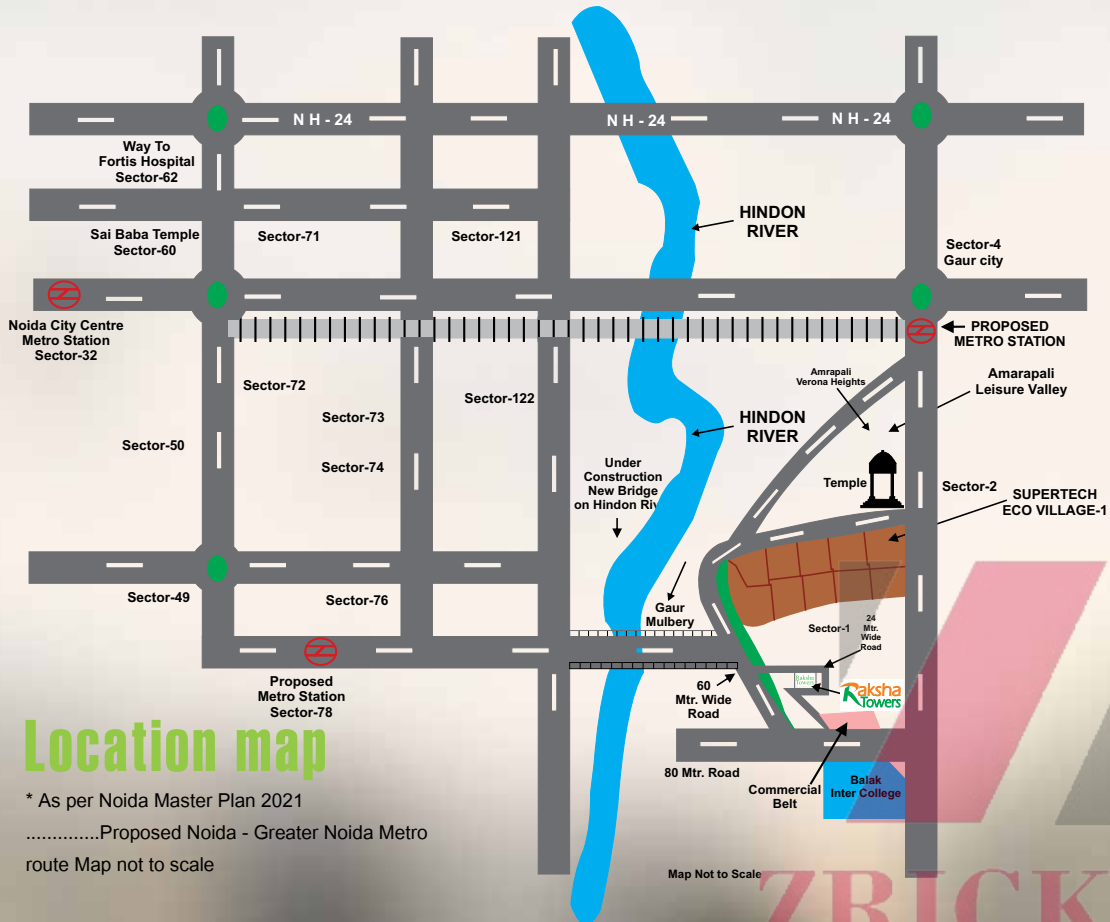 N H - 24
N H - 24
N H - 24
Way To
Fortis Hospital
Sector-62
Sai Baba Temple
Sector-60
Sector-71
Sector-121
HINDON
RIVER
Sector-4
Gaur city
Noida City Centre
Metro Station
Sector-32
PROPOSED
METRO STATION
Sector-72
Sector-73
Sector-122
Amrapali
Verona Heights
Amarapali
Leisure Valley
HINDON
RIVER
Sector-50
Sector-74
Under
Construction
New Bridge
on Hindon Riv
Temple
Sector-2
SUPERTECH
ECO VILLAGE-1
Sector-49
Sector-76
Gaur
Mulbery
Sector-1
24
Mtr.
Wide
Road
Proposed
Metro Station
Sector-78
60
Mtr. Wide
Road
Raksha
Towers
Raksha
Towers
80 Mtr. Road
Commercial
Belt
Balak
Inter College
Location map
* As per Noida Master Plan 2021
..............Proposed Noida - Greater Noida Metro
route Map not to scale
Map Not to Scale
ZBRICK